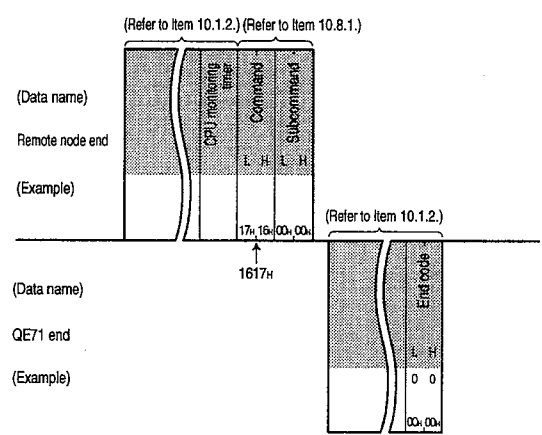 (Refer to Item 10.1.2.) (Refer to Item 10.8.1.)
(Data name)
Remote node end
CPU monitoring
timer
Command
Subcommand
L H L H
(Example)
17H 16H 00H 00H
1617H
(Refer to Item 10.1.2.)
(Data name)
QE71 end
End code
L H
(Example)
0 0
00H 00H